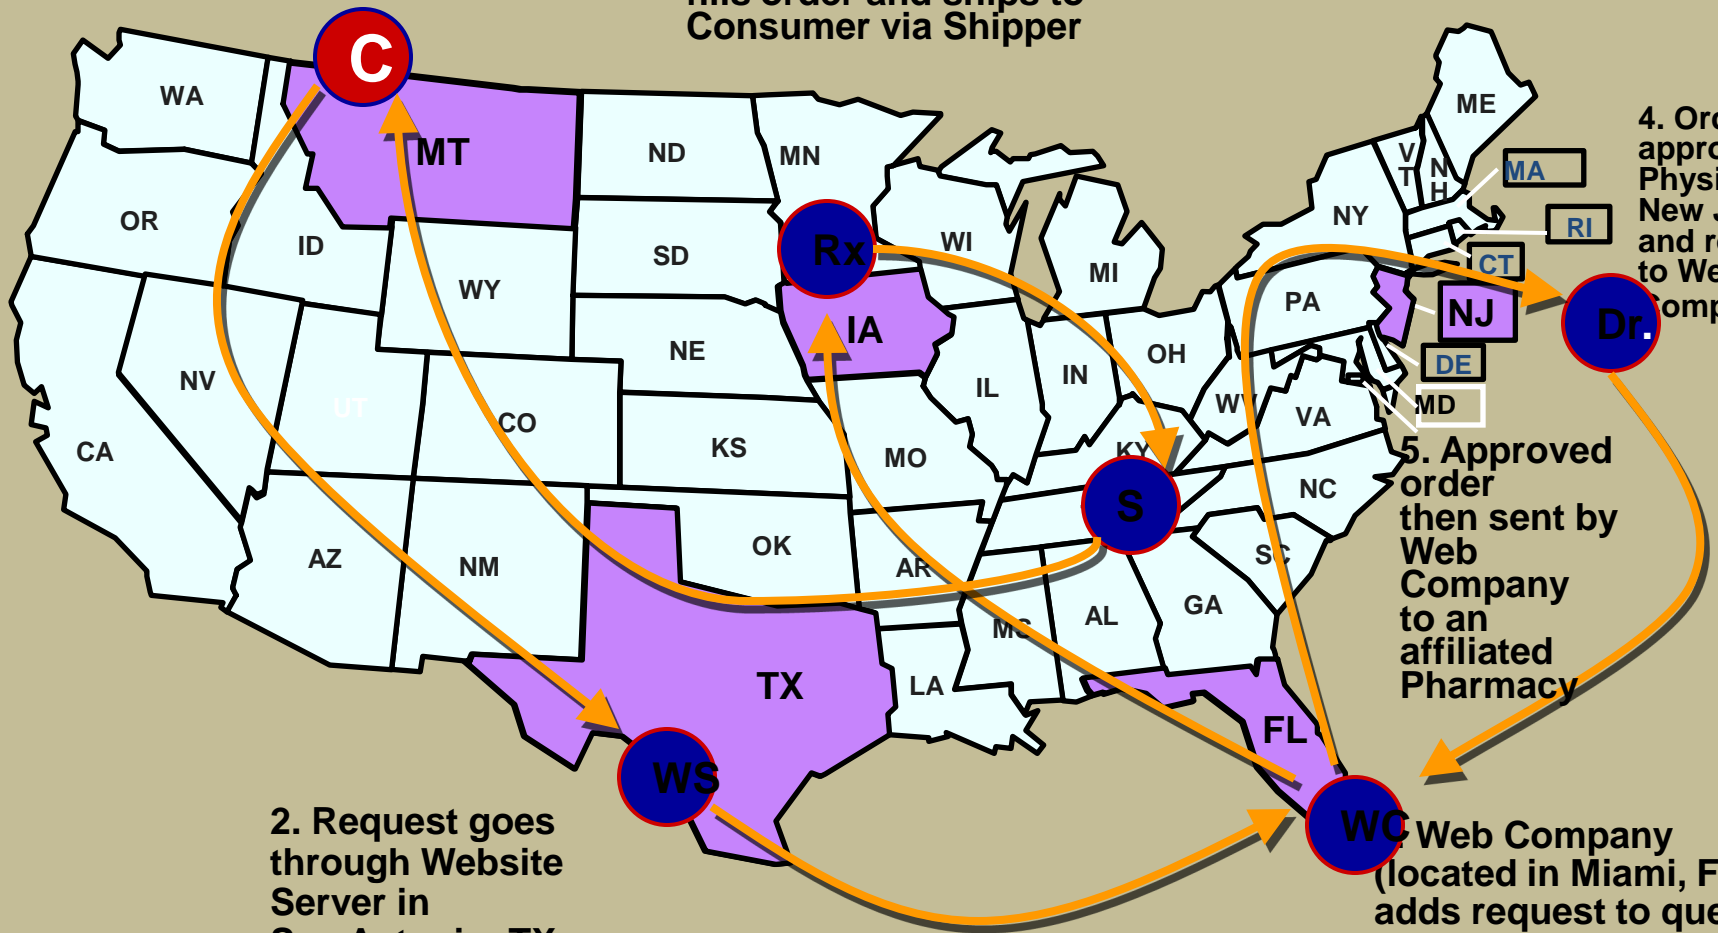 Consumer via Shipper
C
WA
MT
ND
MN
ME
VT
NH
MA
4. Or
OR
ID
SD
Rx
WI
MI
NY
RI
CT
New J
to We
WY
IA
PA
NJ
Dr.
NE
OH
DE
NV
UT
CO
IL
IN
WV
VA
MD
CA
KS
MO
KY
5. Approved
order
then sent by
Web
Company
to an
affiliated
Pharmacy
S
NC
AZ
NM
OK
AR
SC
MS
AL
GA
TX
LA
FL
WS
WC
2. Request goes
through Website
Server in
Web Company
(located in Miami, F
adds request to que